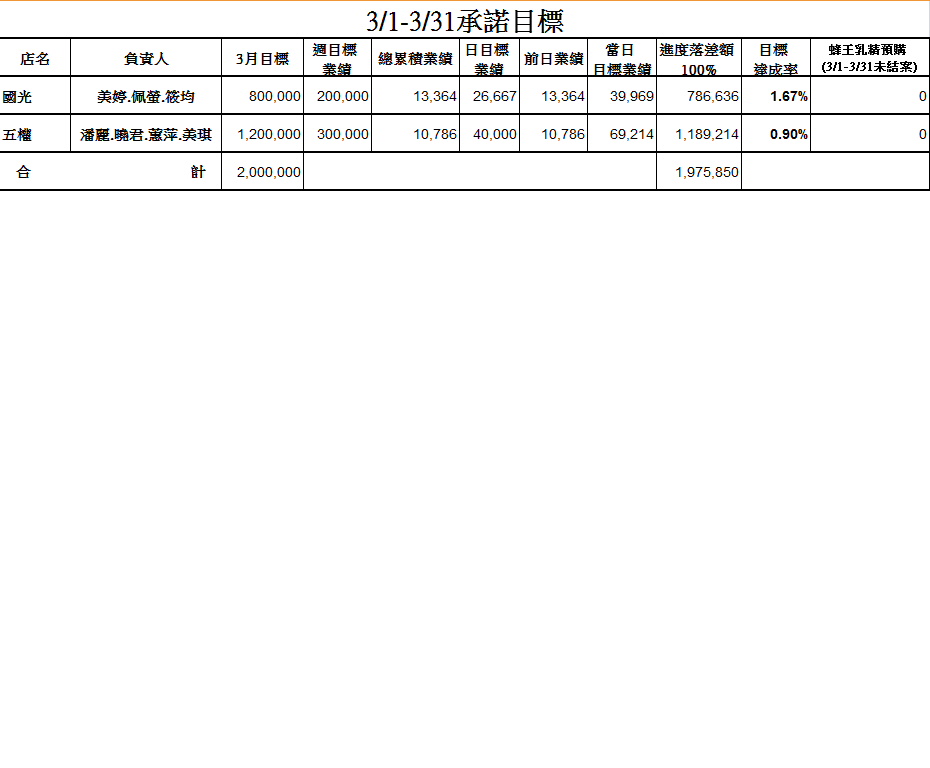 3/1-3/31承諾目標
店名 負責人 3月目標 週目標業績 總累積業績 日目標業績 前日業績 當日目標業績 進度落差額100% 目標達成率 蜂王乳精預購(3/1-3/31未結案)
國光 美婷.佩螢.筱均 800,000 200,000 13,364 26,667 13,364 39,969 786,636 1.67% 0
五權 潘麗.曉君.蕙萍.美琪 1,200,000 300,000 10,786 40,000 10,786 69,214 1,189,214 0.90% 0
合計 2,000,000 1,975,850